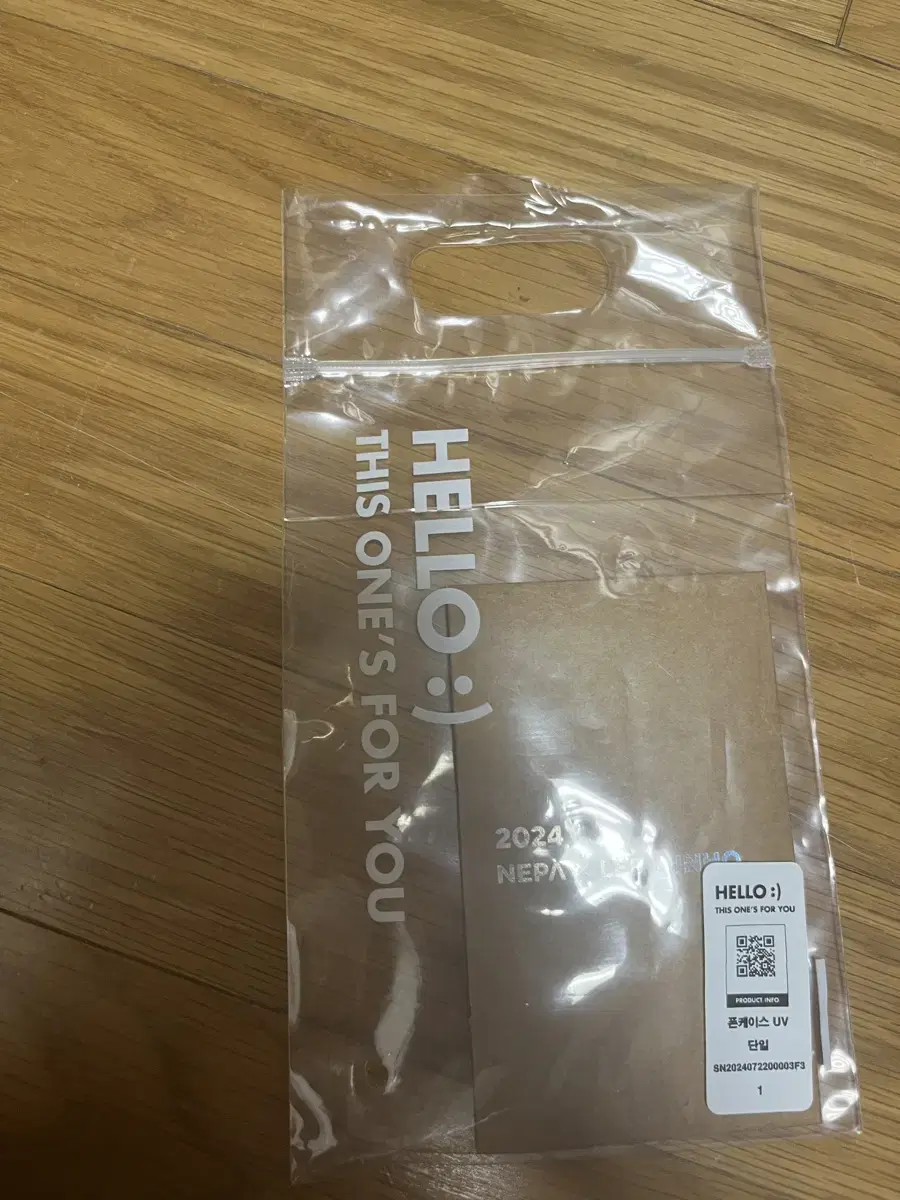 HELLO :)
THIS ONE'S FOR YOU
2024
NEPA
HELLO :)
THIS ONE'S FOR YOU
PRODUCT INFO
폰케이스 UV
단일
SN2024072200003F3
1